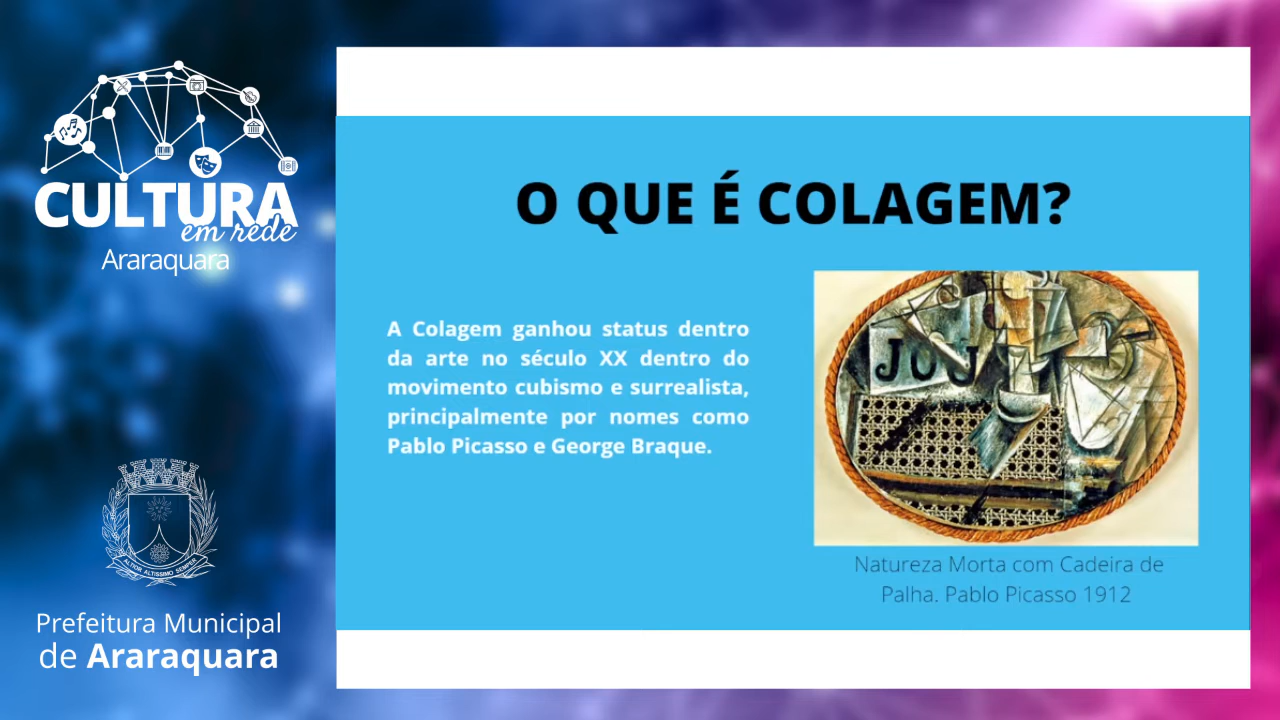 CULTURA
em rede
Araraquara
O QUE É COLAGEM?
A Colagem ganhou status dentro
da arte no século XX dentro do
movimento cubismo e surrealista,
principalmente por nomes como
Pablo Picasso e George Braque.
JOU
Natureza Morta com Cadeira de
Palha. Pablo Picasso 1912
ALTIOR ALTISSIMO SEMPER
Prefeitura Municipal
de Araraquara